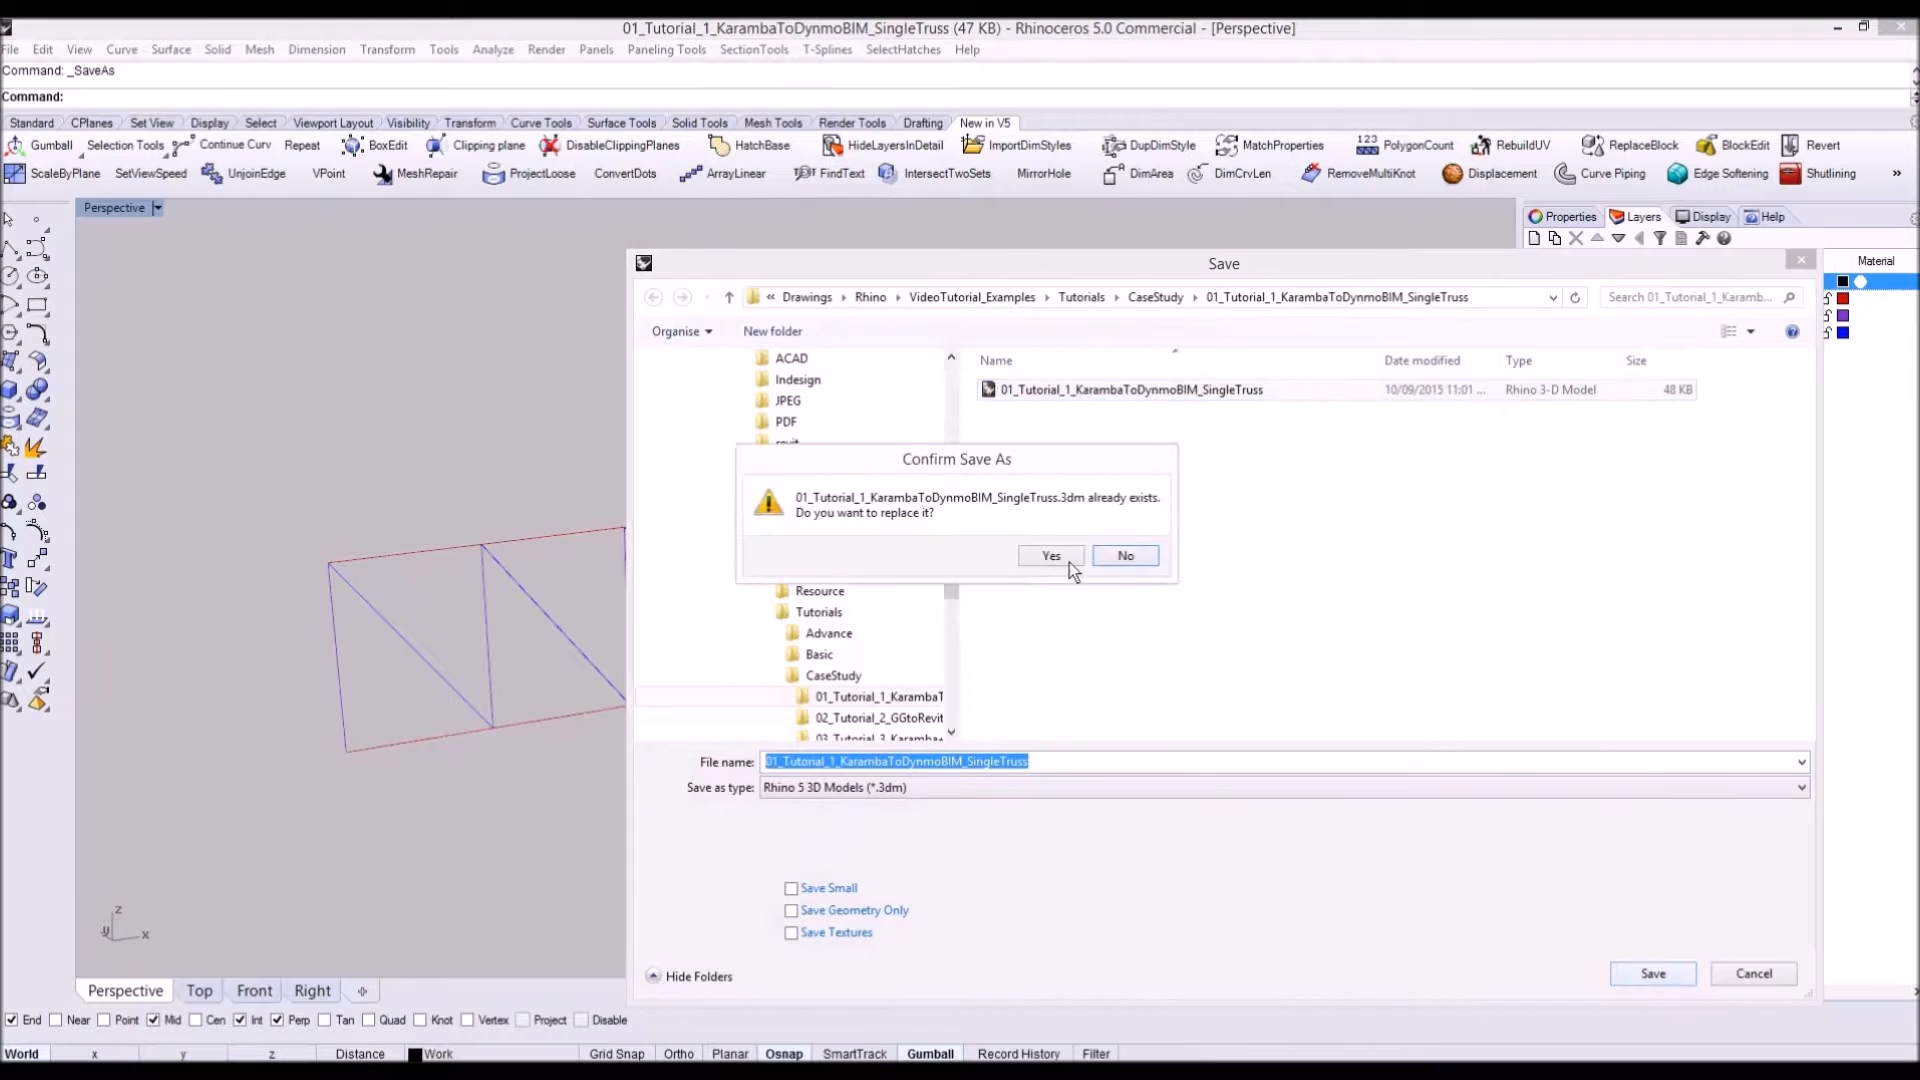 01_Tutorial_1_KarambaToDynmoBIM_SingleTruss (47 KB) - Rhinoceros 5.0 Commercial - [Perspective]
File Edit View Curve Surface Solid Mesh Dimension Transform Tools Analyze Render Panels Paneling Tools SectionTools T-Splines SelectHatches Help
Command: _SaveAs
Command:
Standard CPlanes Set View Display Select Viewport Layout Visibility Transform Curve Tools Surface Tools Solid Tools Mesh Tools Render Tools Drafting New in V5
Gumball Selection Tools Continue Curv Repeat BoxEdit Clipping plane DisableClippingPlanes HatchBase HideLayersInDetail ImportDimStyles DupDimStyle MatchProperties 123 PolygonCount RebuildUV ReplaceBlock BlockEdit Revert
ScaleByPlane SetViewSpeed UnjoinEdge VPoint MeshRepair ProjectLoose ConvertDots ArrayLinear FindText IntersectTwoSets MirrorHole DimArea DimCrvLen RemoveMultiKnot Displacement Curve Piping Edge Softening Shutlining »
Perspective
Properties Layers Display Help
Material
Save
« Drawings Rhino VideoTutorial_Examples Tutorials CaseStudy 01_Tutorial_1_KarambaToDynmoBIM_SingleTruss
Search 01_Tutorial_1_Karamb...
Organise New folder
Name Date modified Type Size
01_Tutorial_1_KarambaToDynmoBIM_SingleTruss 10/09/2015 11:01 ... Rhino 3-D Model 48 KB
ACAD
Indesign
JPEG
PDF
revit
Confirm Save As
01_Tutorial_1_KarambaToDynmoBIM_SingleTruss.3dm already exists.
Do you want to replace it?
Yes No
Resource
Tutorials
Advance
Basic
CaseStudy
01_Tutorial_1_KarambaT
02_Tutorial_2_GGtoRevit
03_Tutorial_3_Karamba
File name: 01_Tutorial_1_KarambaToDynmoBIM_SingleTruss
Save as type: Rhino 5 3D Models (*.3dm)
Save Small
Save Geometry Only
Save Textures
Hide Folders
Save Cancel
z
y x
Perspective Top Front Right
End Near Point Mid Cen Int Perp Tan Quad Knot Vertex Project Disable
World x y z Distance Work Grid Snap Ortho Planar Osnap SmartTrack Gumball Record History Filter